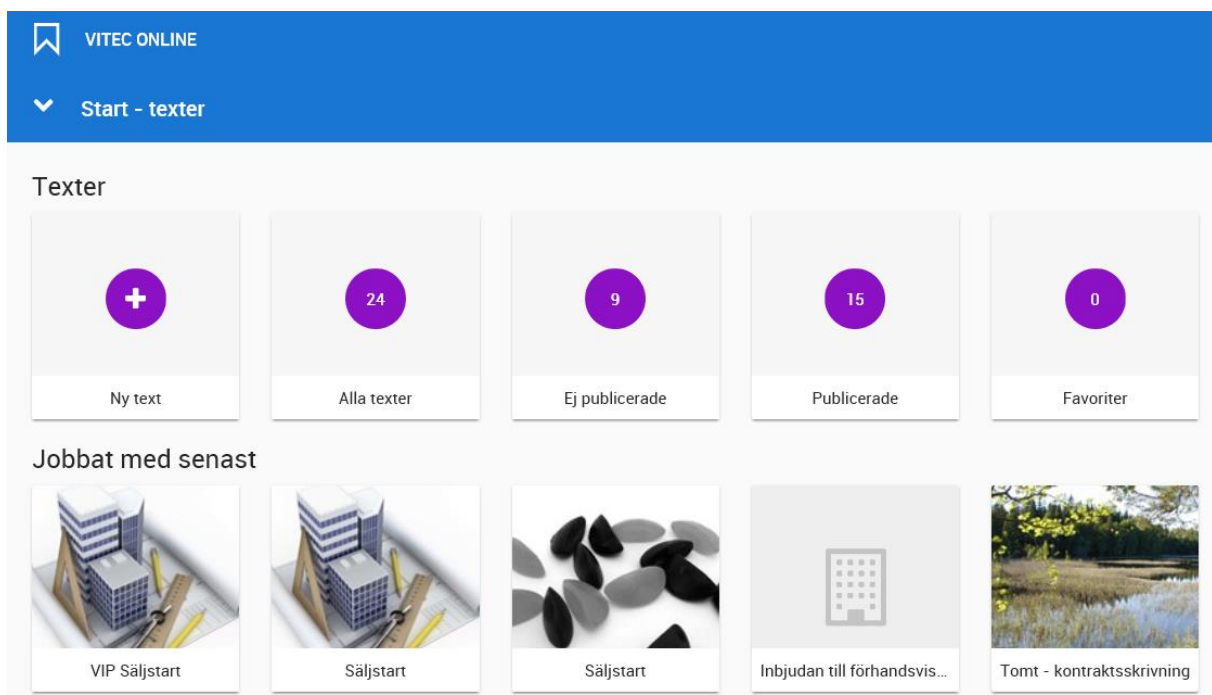 VITEC ONLINE
Start - texter
Texter
24
9
15
0
Ny text
Alla texter
Ej publicerade
Publicerade
Favoriter
Jobbat med senast
VIP Säljstart
Säljstart
Säljstart
Inbjudan till förhandsvis...
Tomt - kontraktsskrivning